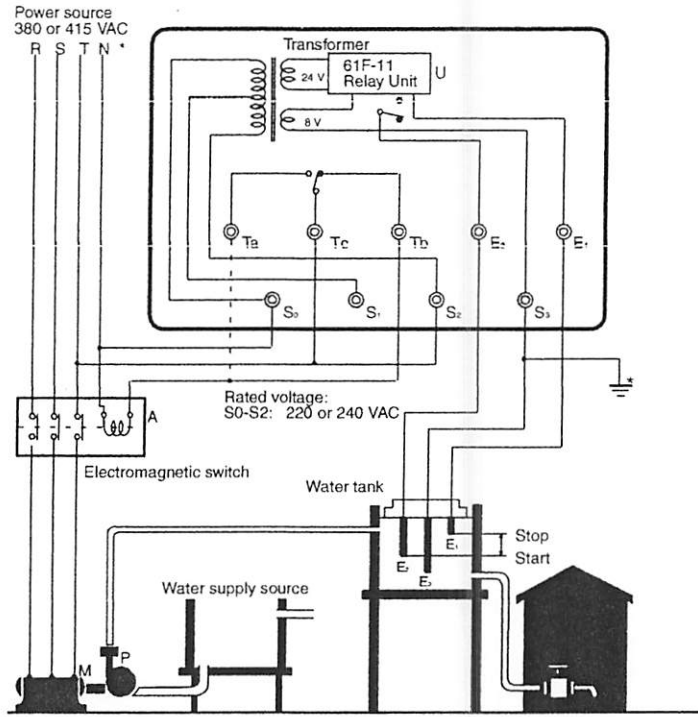 Power source
380 or 415 VAC
R S T N *
Transformer
61F-11
Relay Unit
U
24 V
8 V
Ta Tc Tb E₂ E₁
S₀ S₁ S₂ S₃
*
Rated voltage:
S0-S2: 220 or 240 VAC
A
Electromagnetic switch
Water tank
E₁
Stop
Start
E₂
E₃
Water supply source
M
P